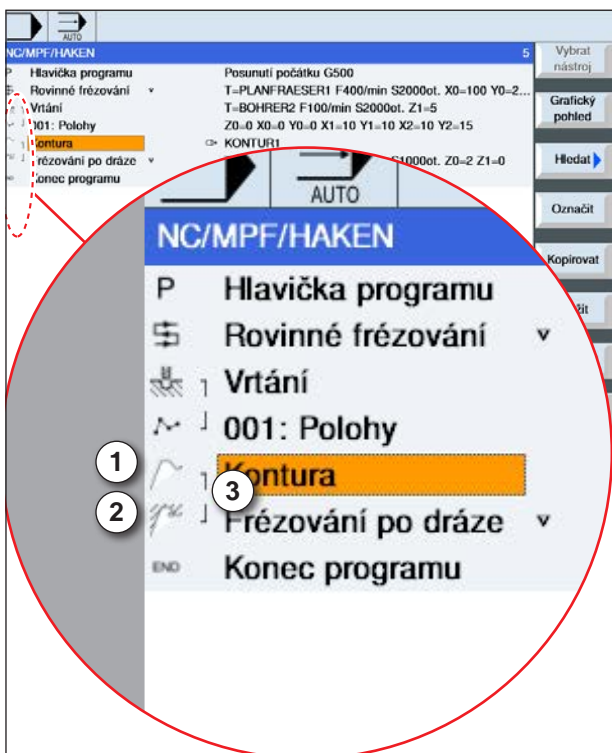 AUTO
NC/MPF/HAKEN 5
Vybrat
nástroj
P Hlavička programu Posunutí počátku G500
Rovinné frézování T=PLANFRAESER1 F400/min S2000ot. X0=100 Y0=2...
Grafický
pohled
Vrtání T=BOHRER2 F100/min S2000ot. Z1=5
001: Polohy Z0=0 X0=0 Y0=0 X1=10 Y1=10 X2=10 Y2=15
Kontura KONTUR1
Hledat
Frézování po dráze S1000ot. Z0=2 Z1=0
Konec programu
Označit
Kopírovat
AUTO
NC/MPF/HAKEN
P Hlavička programu
Rovinné frézování
Vrtání
001: Polohy
1 Kontura
2 3 Frézování po dráze
END Konec programu